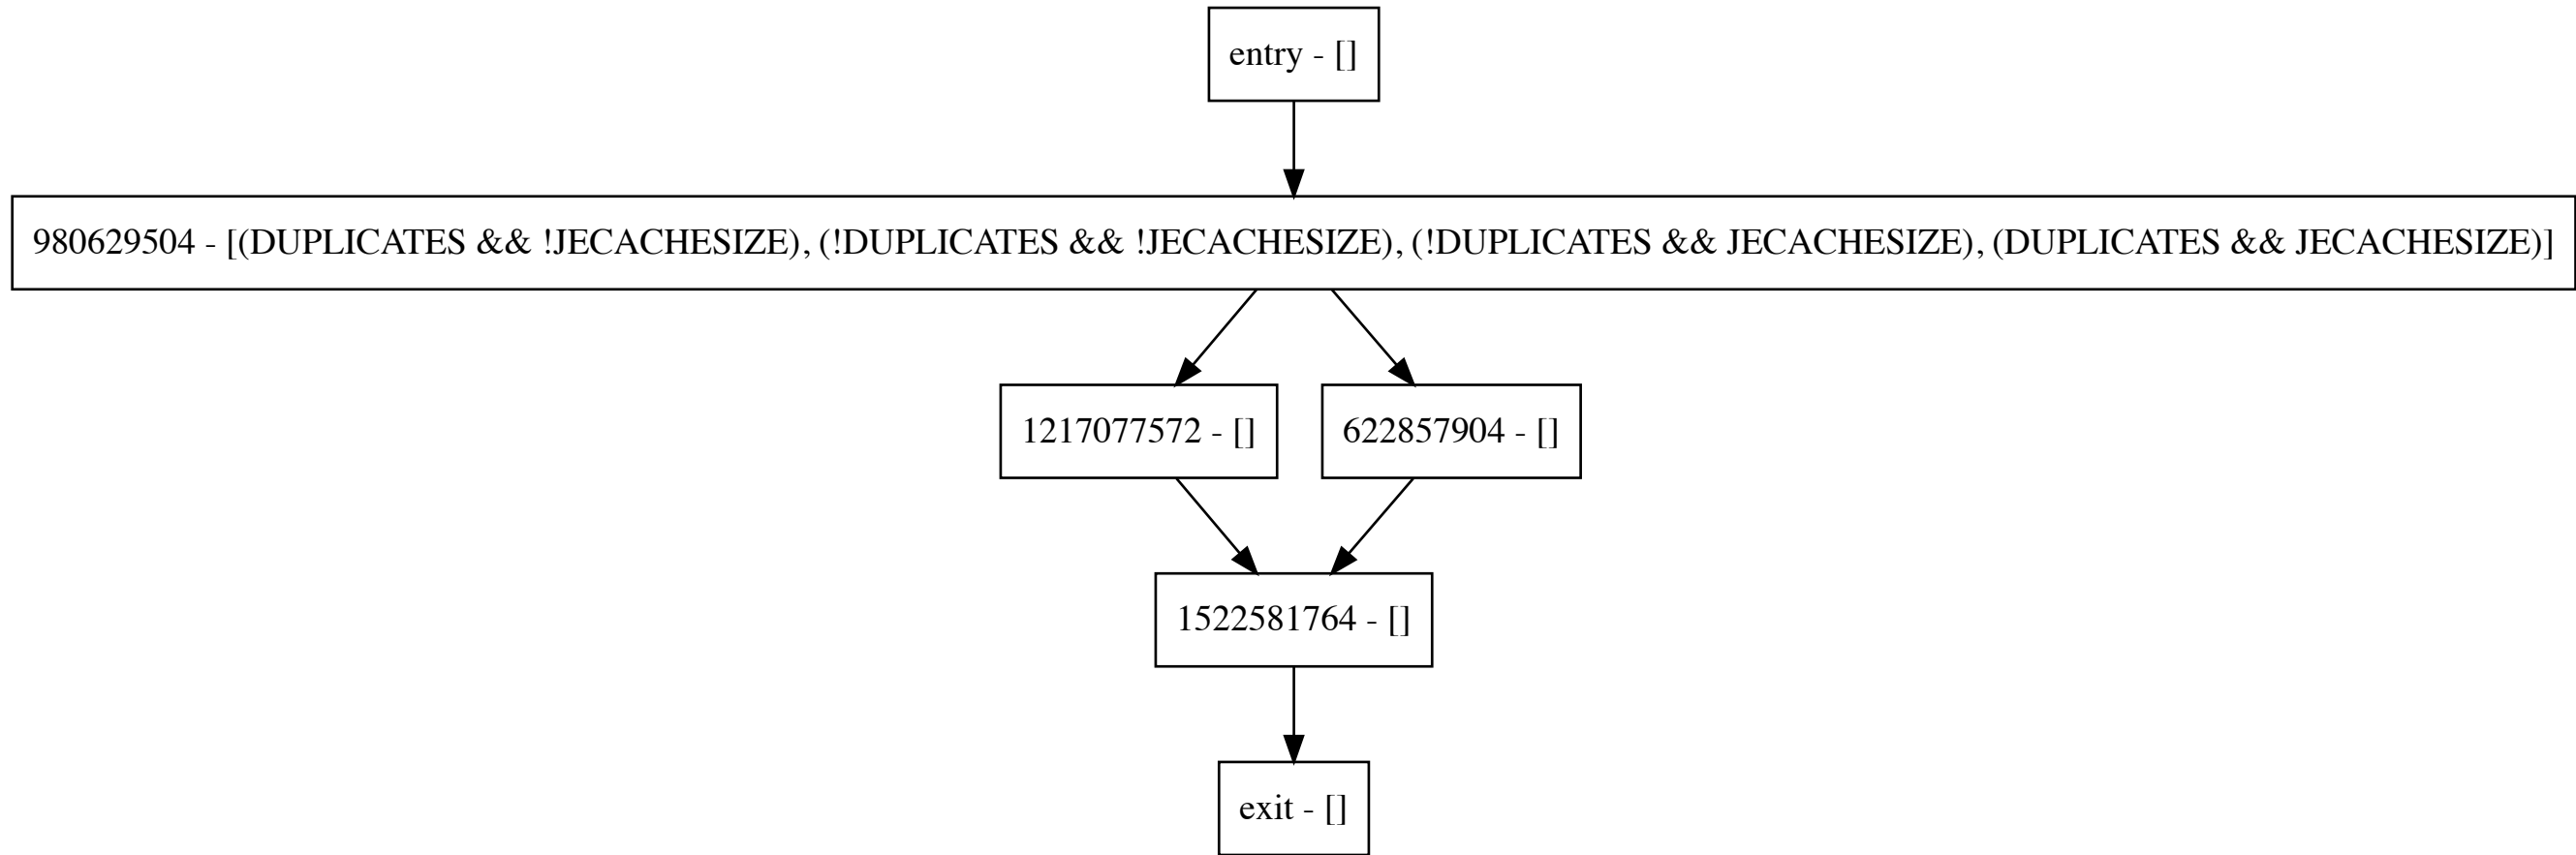 entry - []
980629504 - [(DUPLICATES && !JECACHESIZE), (!DUPLICATES && !JECACHESIZE), (!DUPLICATES && JECACHESIZE), (DUPLICATES && JECACHESIZE)]
1217077572 - []
622857904 - []
1522581764 - []
exit - []